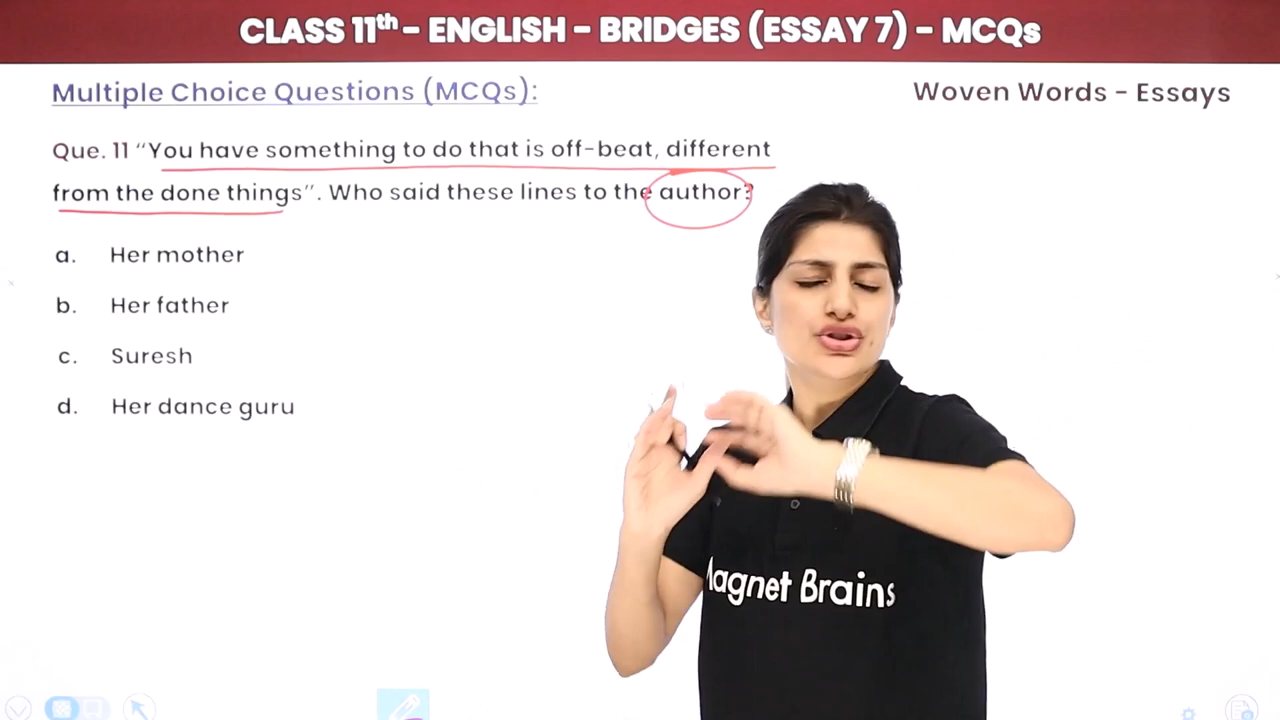 CLASS 11th - ENGLISH - BRIDGES (ESSAY 7) - MCQs
Multiple Choice Questions (MCQs):
Woven Words - Essays
Que. 11 “You have something to do that is off-beat, different
from the done things”. Who said these lines to the author?
a. Her mother
b. Her father
c. Suresh
d. Her dance guru
Magnet Brains